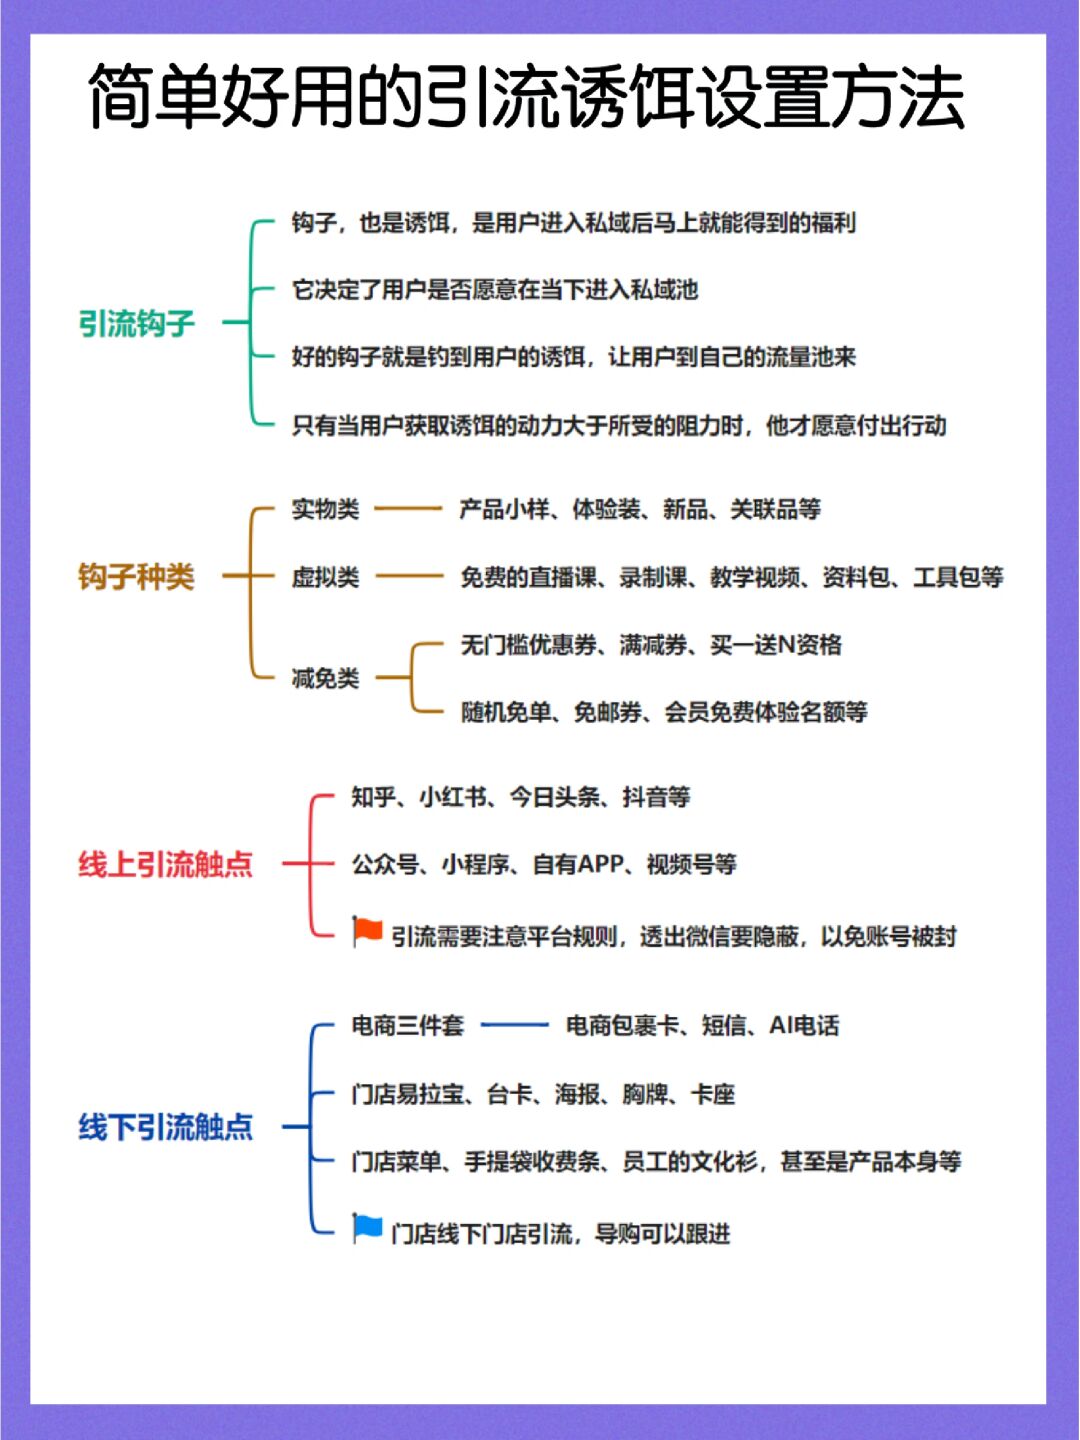 简单好用的引流诱饵设置方法
引流钩子
钩子，也是诱饵，是用户进入私域后马上就能得到的福利
它决定了用户是否愿意在当下进入私域池
好的钩子就是钓到用户的诱饵，让用户到自己的流量池来
只有当用户获取诱饵的动力大于所受的阻力时，他才愿意付出行动
钩子种类
实物类
产品小样、体验装、新品、关联品等
虚拟类
免费的直播课、录制课、教学视频、资料包、工具包等
减免类
无门槛优惠券、满减券、买一送N资格
随机免单、免邮券、会员免费体验名额等
线上引流触点
知乎、小红书、今日头条、抖音等
公众号、小程序、自有APP、视频号等
引流需要注意平台规则，透出微信要隐蔽，以免账号被封
线下引流触点
电商三件套
电商包裹卡、短信、AI电话
门店易拉宝、台卡、海报、胸牌、卡座
门店菜单、手提袋收费条、员工的文化衫，甚至是产品本身等
门店线下门店引流，导购可以跟进